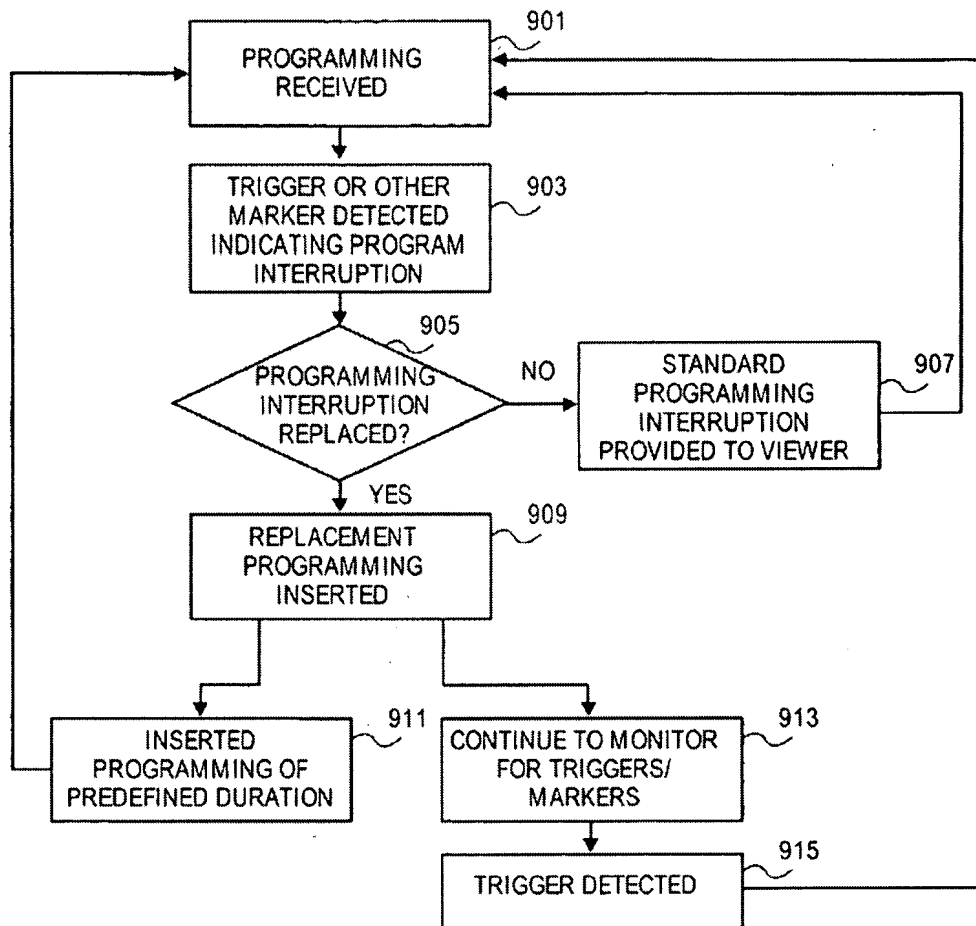 901
PROGRAMMING
RECEIVED
903
TRIGGER OR OTHER
MARKER DETECTED
INDICATING PROGRAM
INTERRUPTION
905
PROGRAMMING
INTERRUPTION
REPLACED?
NO
907
STANDARD
PROGRAMMING
INTERRUPTION
PROVIDED TO VIEWER
YES
909
REPLACEMENT
PROGRAMMING
INSERTED
911
INSERTED
PROGRAMMING OF
PREDEFINED DURATION
913
CONTINUE TO MONITOR
FOR TRIGGERS/
MARKERS
915
TRIGGER DETECTED